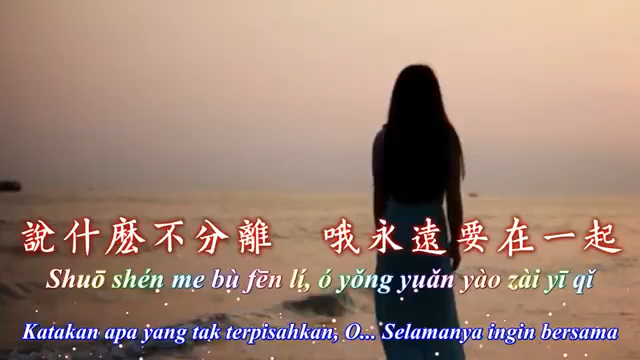 說什麼不分離 哦永遠要在一起
Shuō shén me bù fēn lí, ó yǒng yuǎn yào zài yī qǐ
Katakan apa yang tak terpisahkan, O... Selamanya ingin bersama